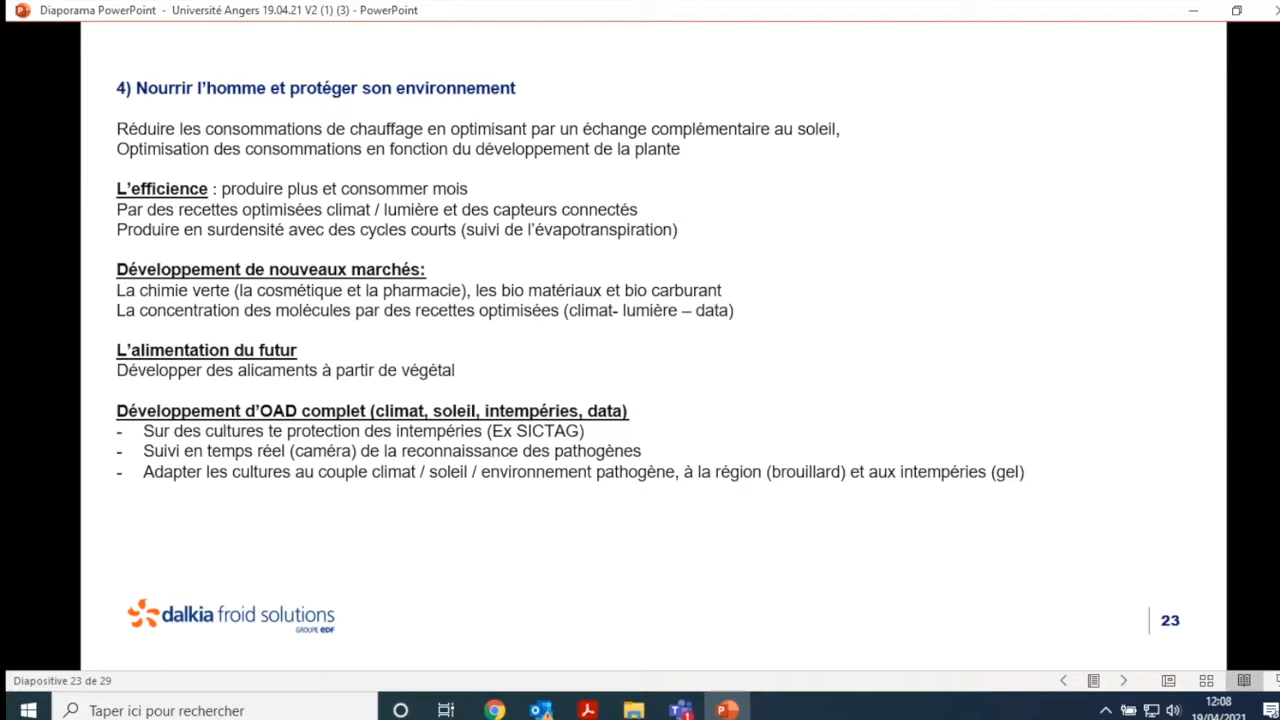 Diaporama PowerPoint - Université Angers 19.04.21 V2 (1) (3) - PowerPoint
4) Nourrir l'homme et protéger son environnement
Réduire les consommations de chauffage en optimisant par un échange complémentaire au soleil,
Optimisation des consommations en fonction du développement de la plante
L'efficience : produire plus et consommer mois
Par des recettes optimisées climat / lumière et des capteurs connectés
Produire en surdensité avec des cycles courts (suivi de l'évapotranspiration)
Développement de nouveaux marchés:
La chimie verte (la cosmétique et la pharmacie), les bio matériaux et bio carburant
La concentration des molécules par des recettes optimisées (climat- lumière – data)
L'alimentation du futur
Développer des alicaments à partir de végétal
Développement d'OAD complet (climat, soleil, intempéries, data)
- Sur des cultures te protection des intempéries (Ex SICTAG)
- Suivi en temps réel (caméra) de la reconnaissance des pathogènes
- Adapter les cultures au couple climat / soleil / environnement pathogène, à la région (brouillard) et aux intempéries (gel)
dalkia froid solutions
GROUPE EDF
23
Diapositive 23 de 29
Taper ici pour rechercher
12:08
19/04/2021